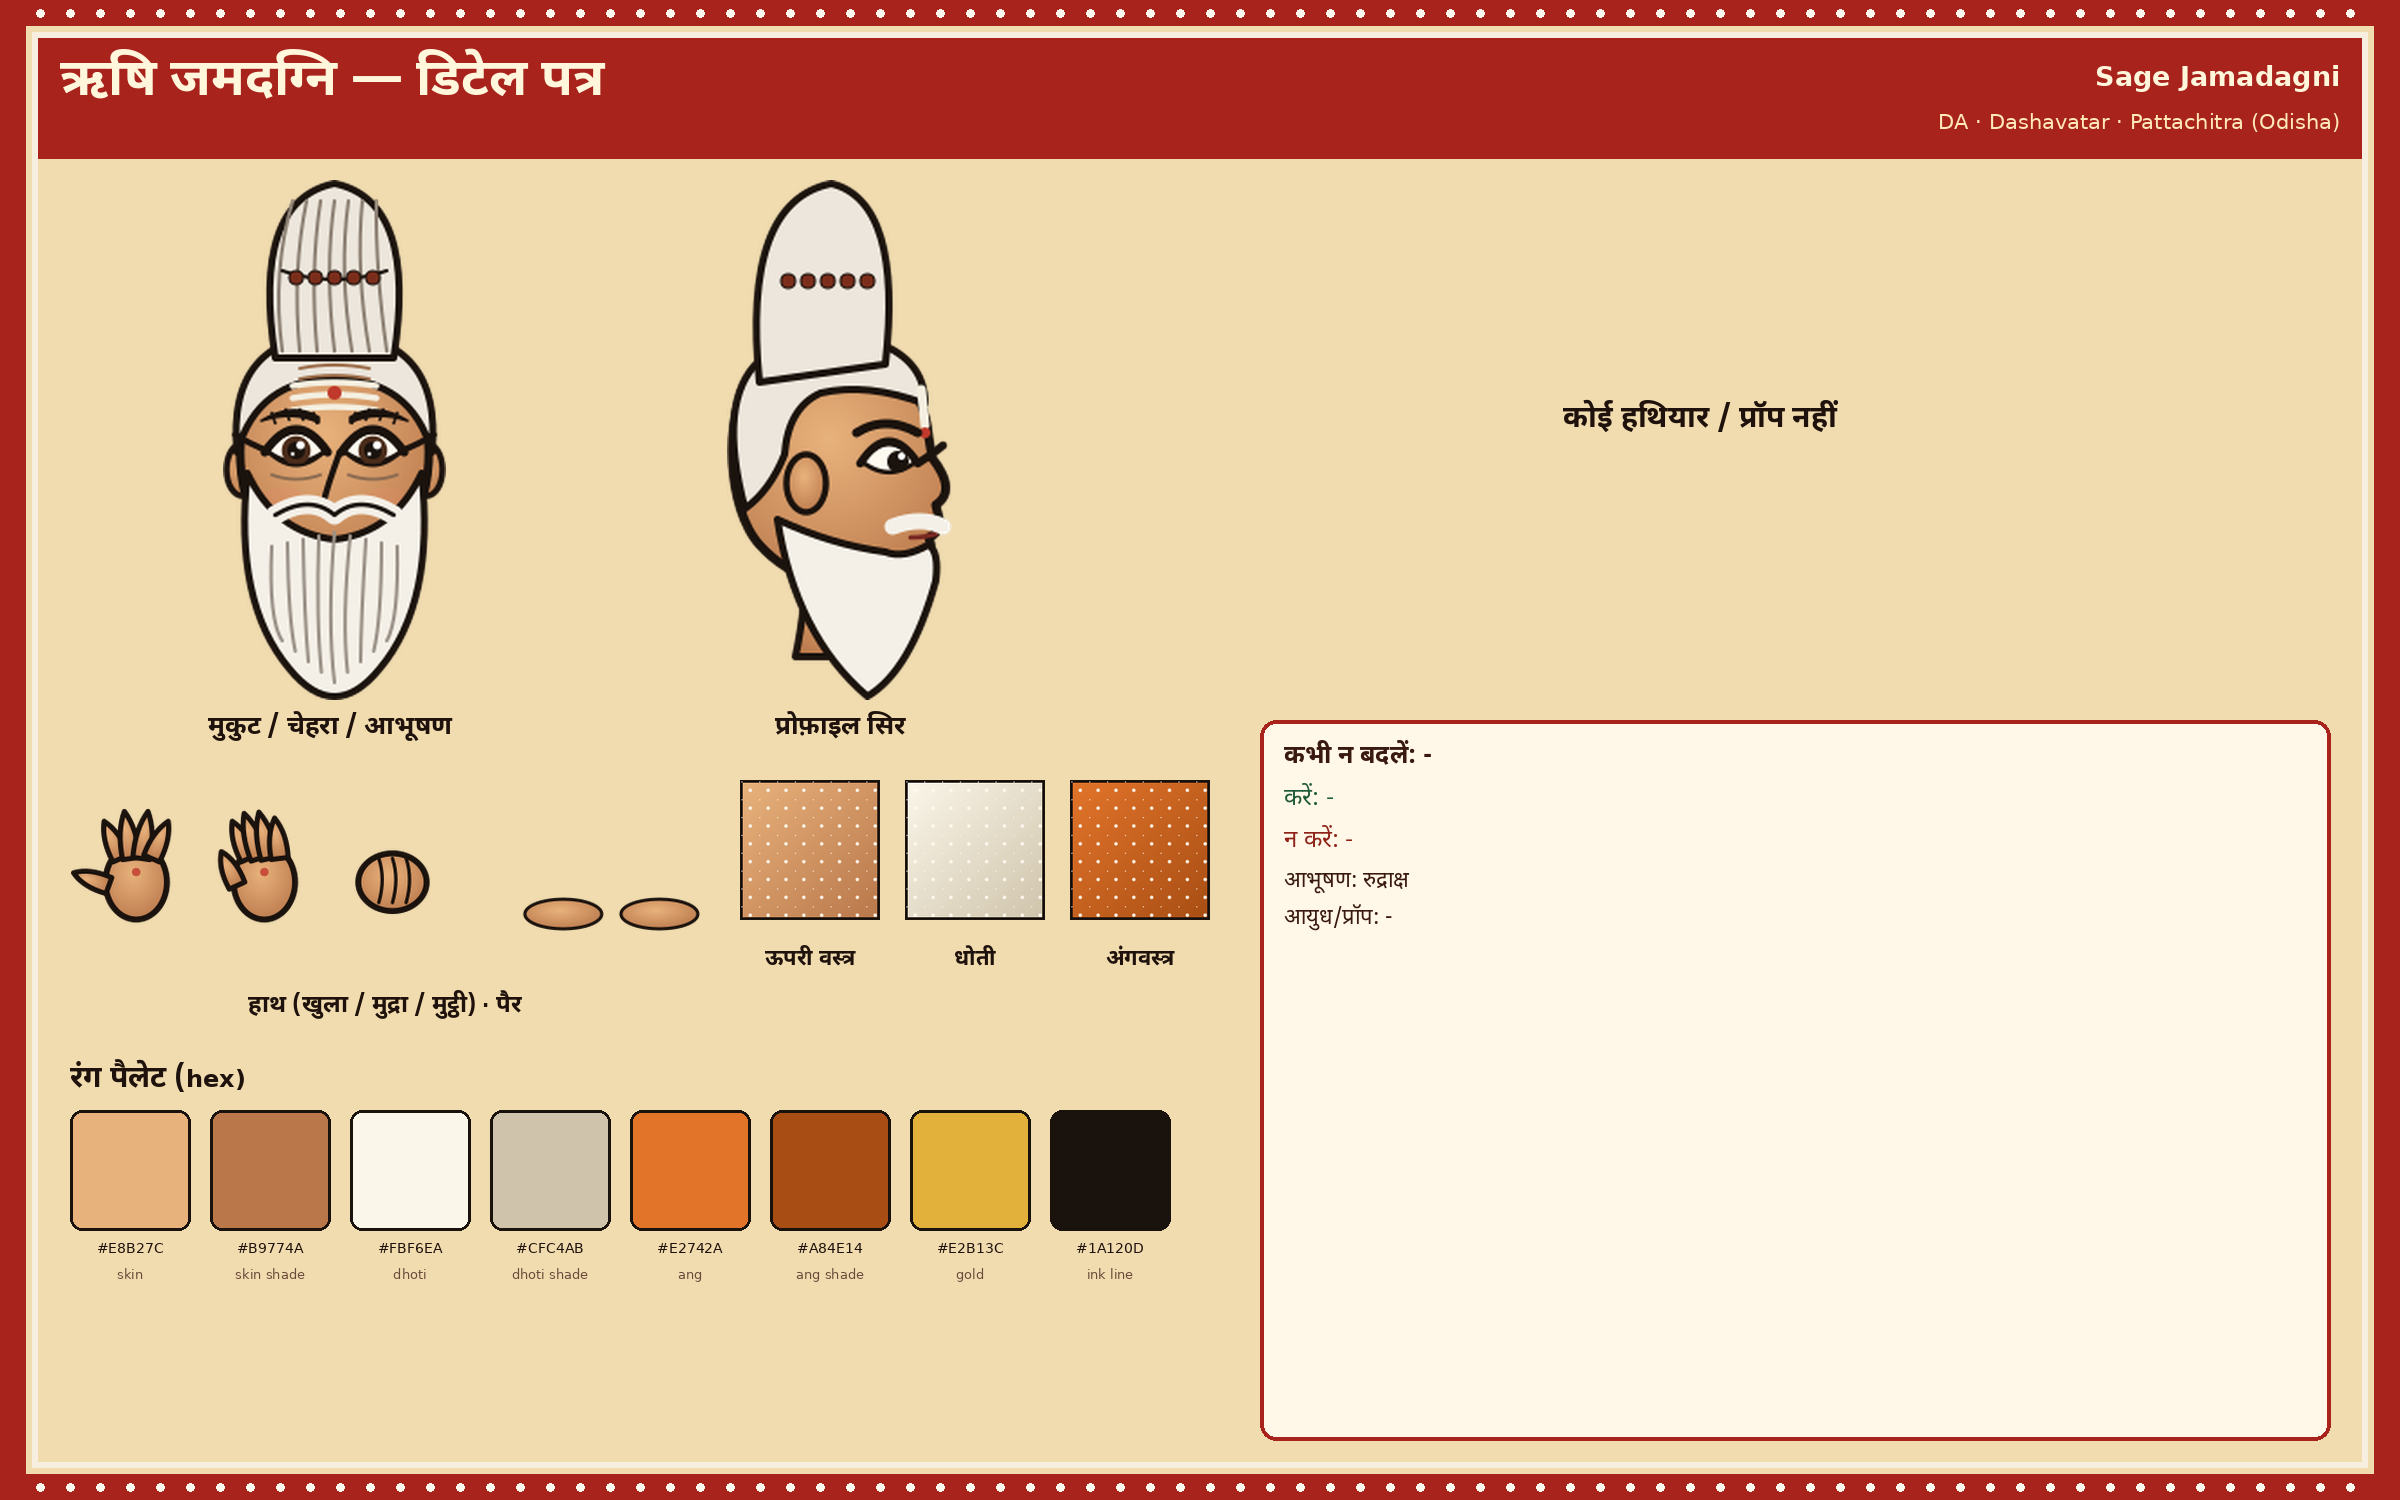 ऋषि जमदग्नि — डिटेल पत्र
Sage Jamadagni
DA · Dashavatar · Pattachitra (Odisha)
कोई हथियार / प्रॉप नहीं
मुकुट / चेहरा / आभूषण
प्रोफ़ाइल सिर
ऊपरी वस्त्र
धोती
अंगवस्त्र
हाथ (खुला / मुद्रा / मुट्ठी) · पैर
कभी न बदलें: -
करें: -
न करें: -
आभूषण: रुद्राक्ष
आयुध/प्रॉप: -
रंग पैलेट (hex)
#E8B27C
#B9774A
#FBF6EA
#CFC4AB
#E2742A
#A84E14
#E2B13C
#1A120D
skin
skin shade
dhoti
dhoti shade
ang
ang shade
gold
ink line